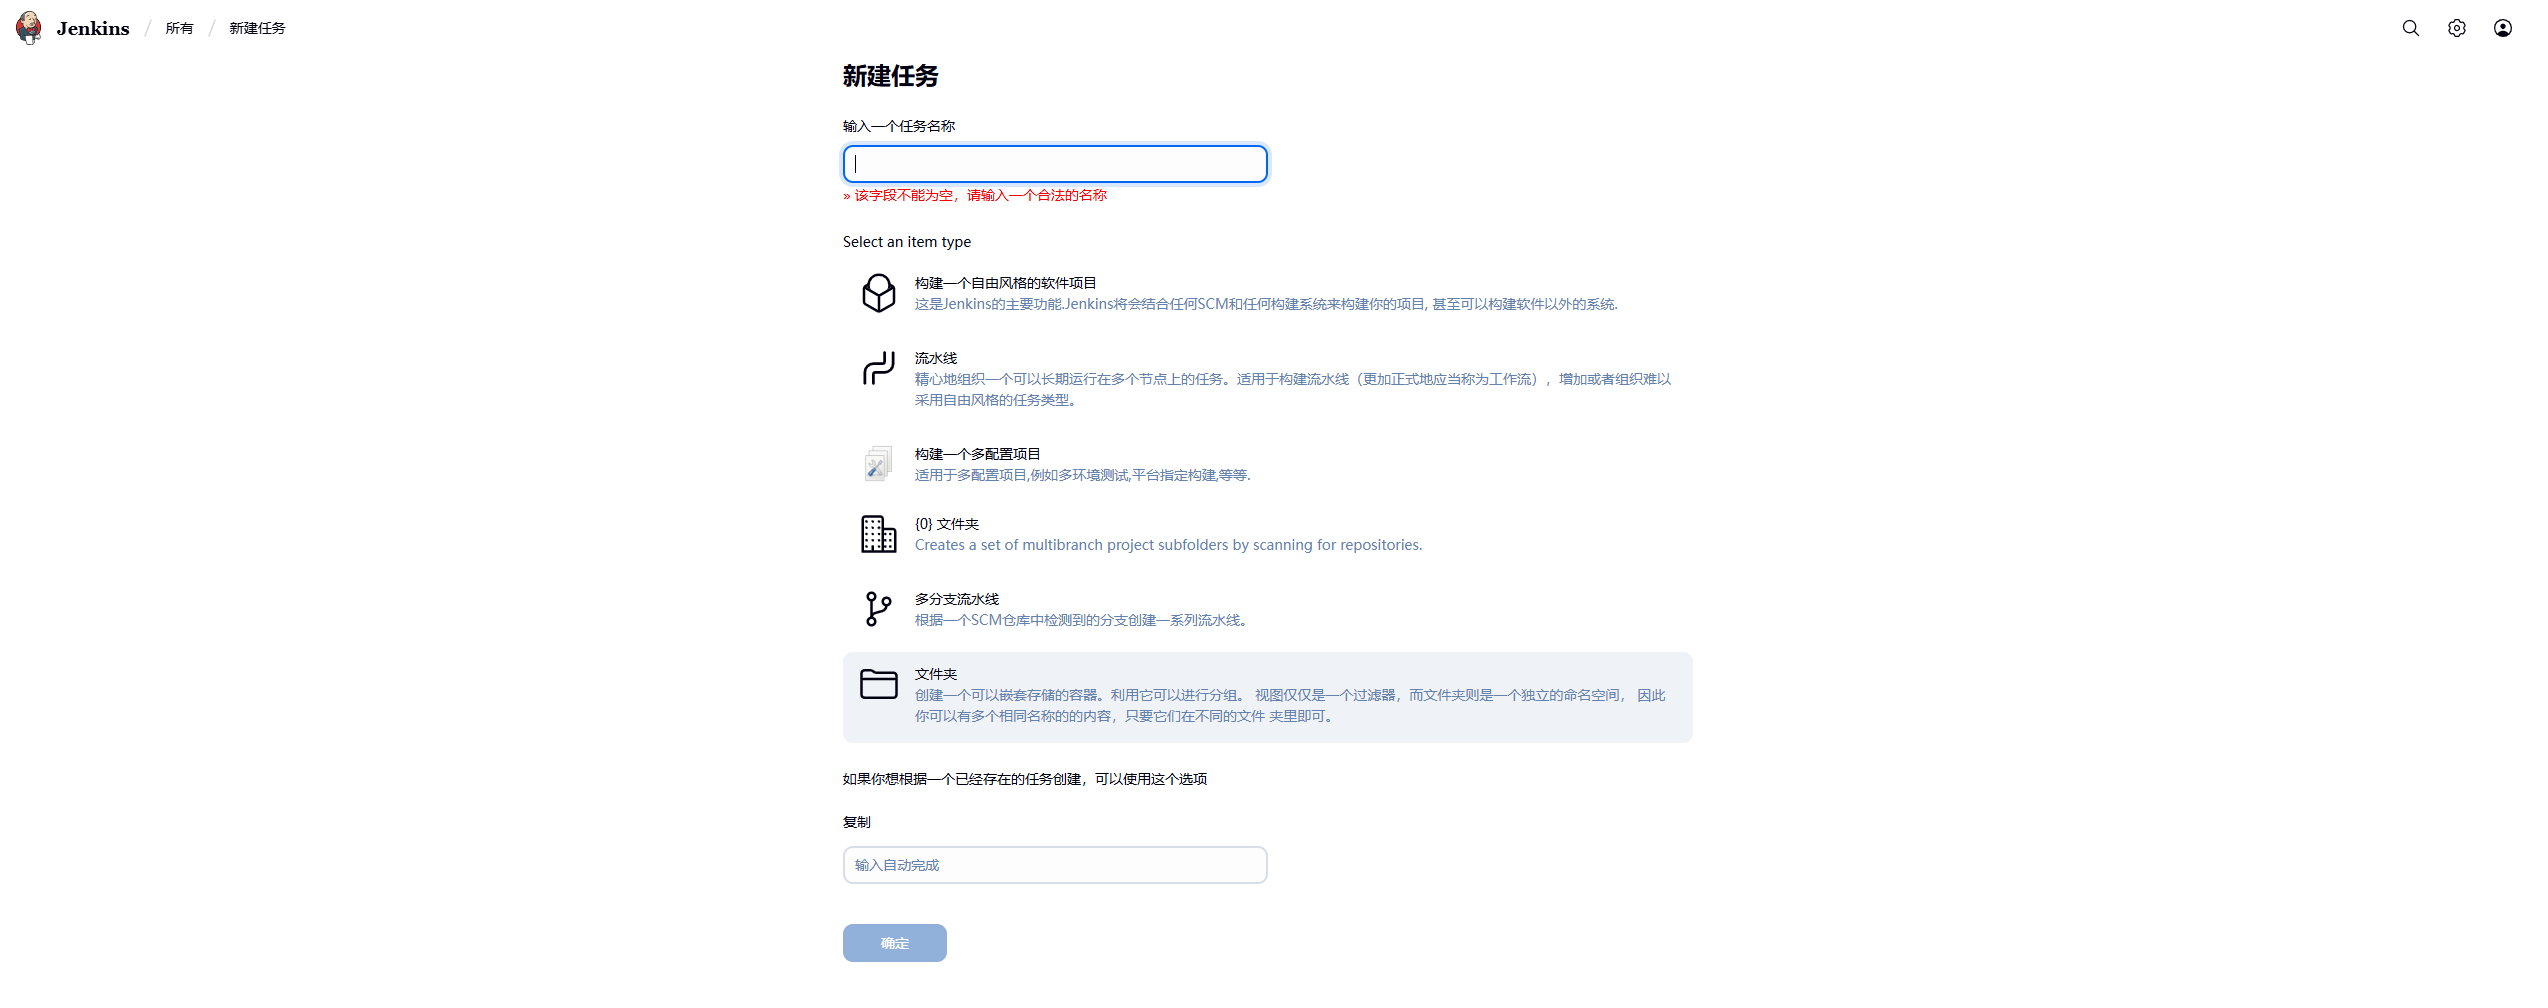 Jenkins / 所有 / 新建任务
新建任务
输入一个任务名称
» 该字段不能为空，请输入一个合法的名称
Select an item type
构建一个自由风格的软件项目
这是Jenkins的主要功能.Jenkins将会结合任何SCM和任何构建系统来构建你的项目, 甚至可以构建软件以外的系统.
流水线
精心地组织一个可以长期运行在多个节点上的任务。适用于构建流水线（更加正式地应当称为工作流），增加或者组织难以
采用自由风格的任务类型。
构建一个多配置项目
适用于多配置项目,例如多环境测试,平台指定构建,等等.
{0} 文件夹
Creates a set of multibranch project subfolders by scanning for repositories.
多分支流水线
根据一个SCM仓库中检测到的分支创建一系列流水线。
文件夹
创建一个可以嵌套存储的容器。利用它可以进行分组。 视图仅仅是一个过滤器，而文件夹则是一个独立的命名空间， 因此
你可以有多个相同名称的的内容，只要它们在不同的文件 夹里即可。
如果你想根据一个已经存在的任务创建，可以使用这个选项
复制
输入自动完成
确定